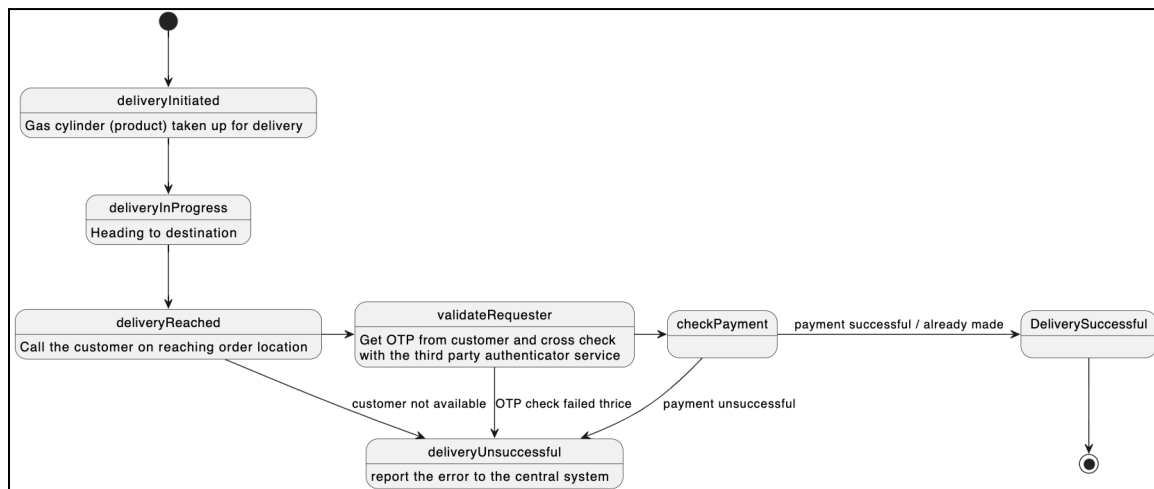 deliveryInitiated
Gas cylinder (product) taken up for delivery
deliveryInProgress
Heading to destination
deliveryReached
Call the customer on reaching order location
validateRequester
Get OTP from customer and cross check
with the third party authenticator service
checkPayment
payment successful / already made
DeliverySuccessful
customer not available
OTP check failed thrice
payment unsuccessful
deliveryUnsuccessful
report the error to the central system